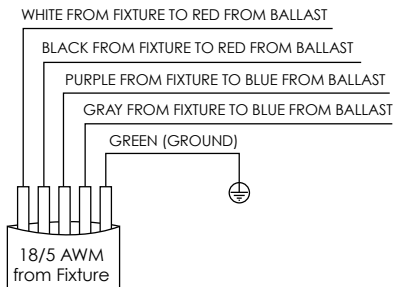 WHITE FROM FIXTURE TO RED FROM BALLAST
BLACK FROM FIXTURE TO RED FROM BALLAST
PURPLE FROM FIXTURE TO BLUE FROM BALLAST
GRAY FROM FIXTURE TO BLUE FROM BALLAST
GREEN (GROUND)
18/5 AWM
from Fixture